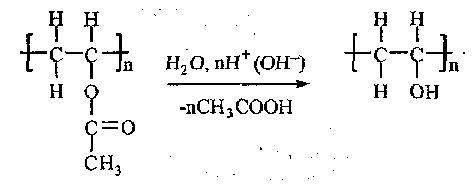 H H H H
[C C]n H2O, nH+(OH–) [C C]n
H O -nCH3COOH H OH
C=O
CH3